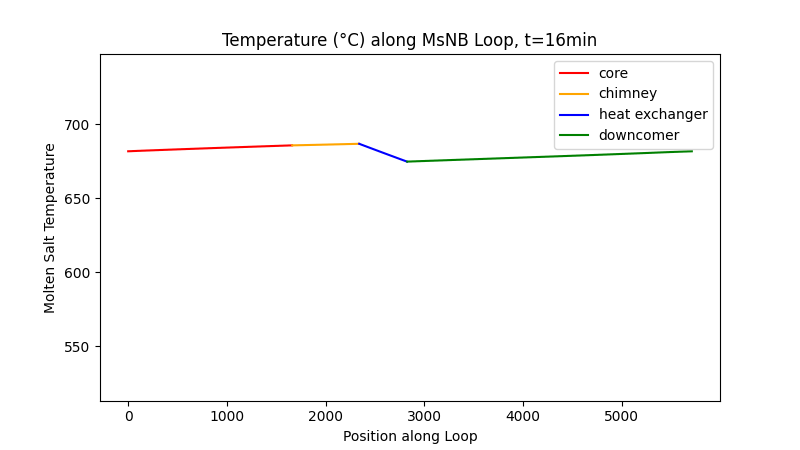 Temperature (°C) along MsNB Loop, t=16min
core
chimney
heat exchanger
downcomer
Molten Salt Temperature
700
650
600
550
0 1000 2000 3000 4000 5000
Position along Loop